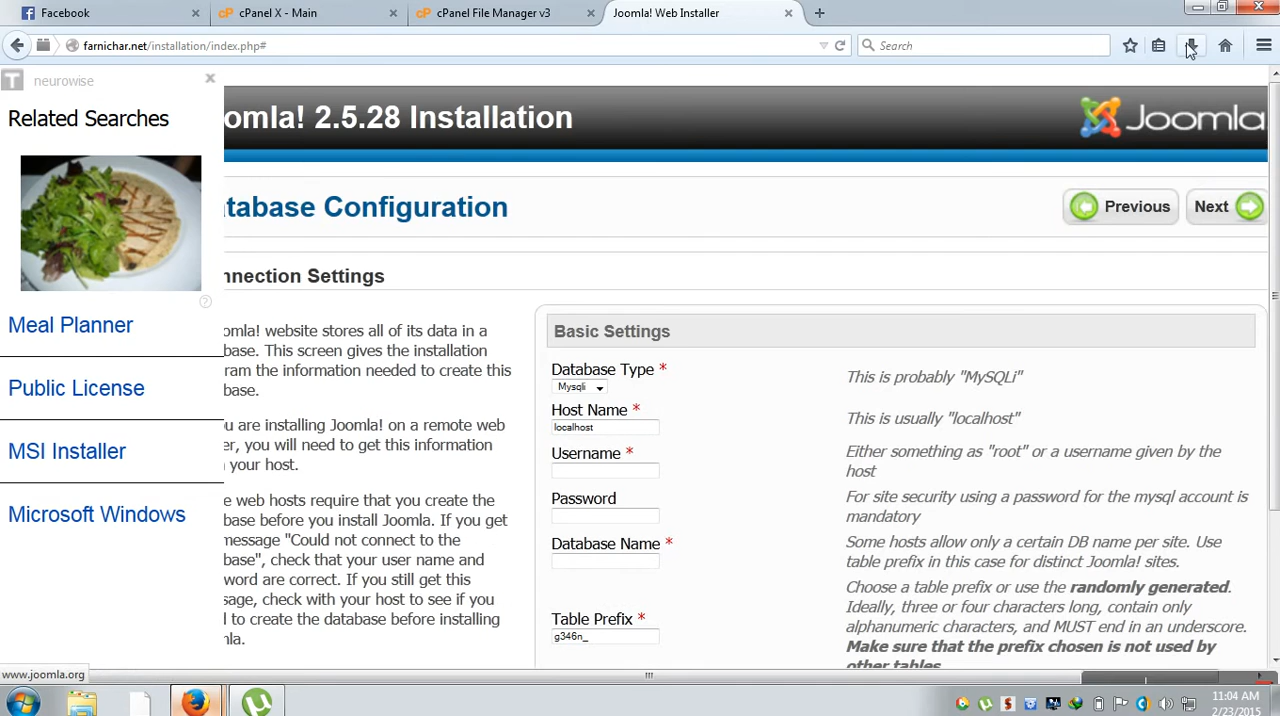 Facebook
cPanel X - Main
cPanel File Manager v3
Joomla! Web Installer
farnichar.net/installation/index.php#
Search
T neurowise
Related Searches
Meal Planner
Public License
MSI Installer
Microsoft Windows
omla! 2.5.28 Installation
Joomla
tabase Configuration
Previous
Next
nnection Settings
omla! website stores all of its data in a
base. This screen gives the installation
ram the information needed to create this
base.
u are installing Joomla! on a remote web
er, you will need to get this information
your host.
e web hosts require that you create the
base before you install Joomla. If you get
message "Could not connect to the
base", check that your user name and
word are correct. If you still get this
sage, check with your host to see if you
d to create the database before installing
mla.
Basic Settings
Database Type *
Mysqli
This is probably "MySQLi"
Host Name *
localhost
This is usually "localhost"
Username *
Either something as "root" or a username given by the
host
Password
For site security using a password for the mysql account is
mandatory
Database Name *
Some hosts allow only a certain DB name per site. Use
table prefix in this case for distinct Joomla! sites.
Table Prefix *
g346n_
Choose a table prefix or use the randomly generated.
Ideally, three or four characters long, contain only
alphanumeric characters, and MUST end in an underscore.
Make sure that the prefix chosen is not used by
other tables.
www.joomla.org
11:04 AM
2/23/2015